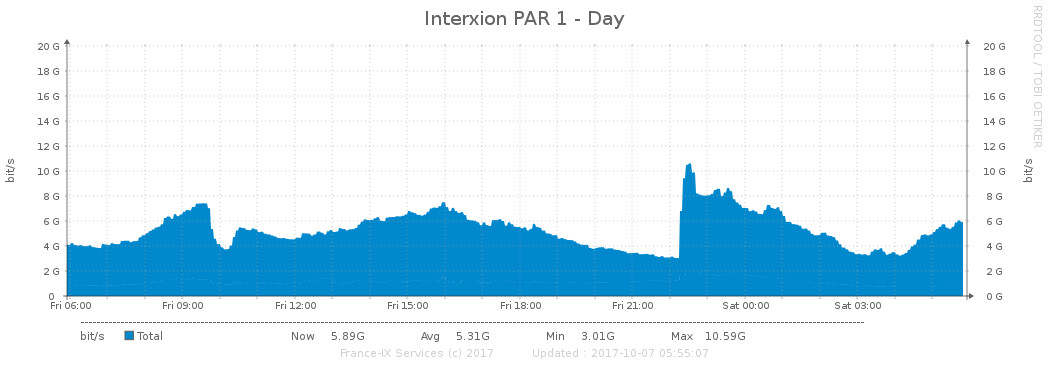 Interxion PAR 1 - Day
RRDTOOL / TOBI OETIKER
bit/s
bit/s
20 G 20 G
18 G 18 G
16 G 16 G
14 G 14 G
12 G 12 G
10 G 10 G
8 G 8 G
6 G 6 G
4 G 4 G
2 G 2 G
0 0 G
Fri 06:00 Fri 09:00 Fri 12:00 Fri 15:00 Fri 18:00 Fri 21:00 Sat 00:00 Sat 03:00
bit/s Total Now 5.89G Avg 5.31G Min 3.01G Max 10.59G
France-IX Services (c) 2017 Updated : 2017-10-07 05:55:07